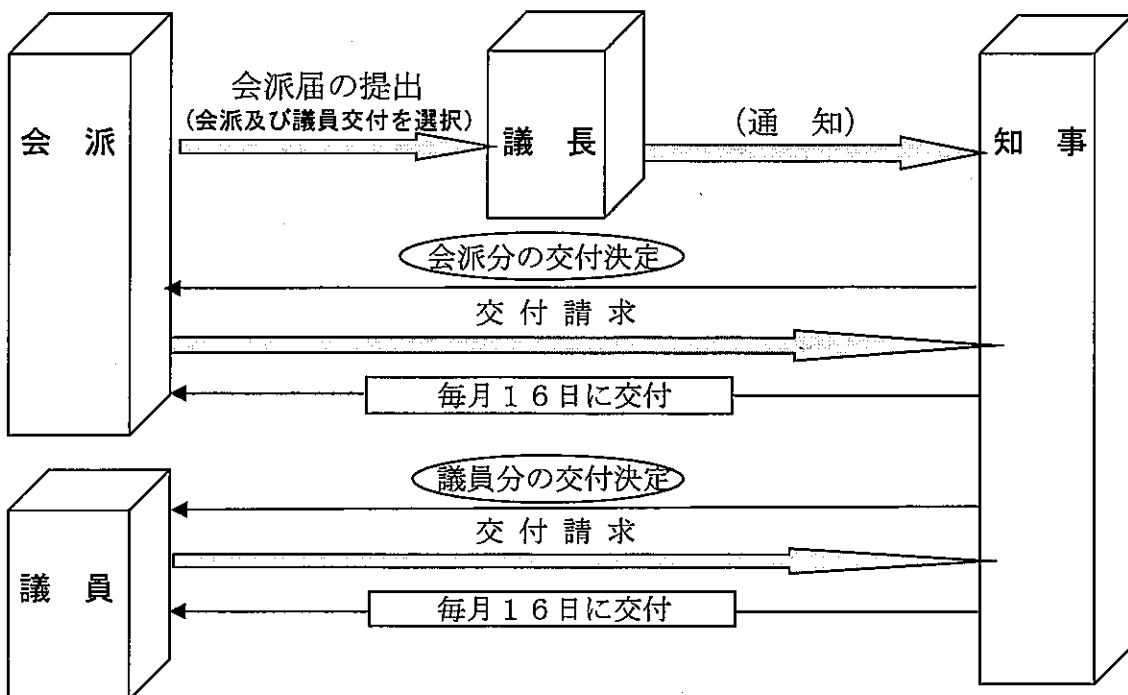 会派届の提出
(会派及び議員交付を選択)
会 派
議 長
(通 知)
知 事
会派分の交付決定
交 付 請 求
毎月１６日に交付
議員分の交付決定
交 付 請 求
議 員
毎月１６日に交付